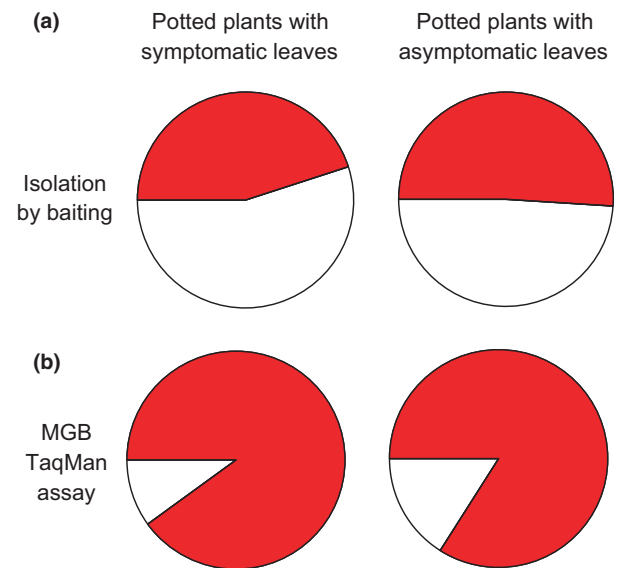 (a)
Potted plants with
symptomatic leaves
Potted plants with
asymptomatic leaves
Isolation
by baiting
(b)
MGB
TaqMan
assay